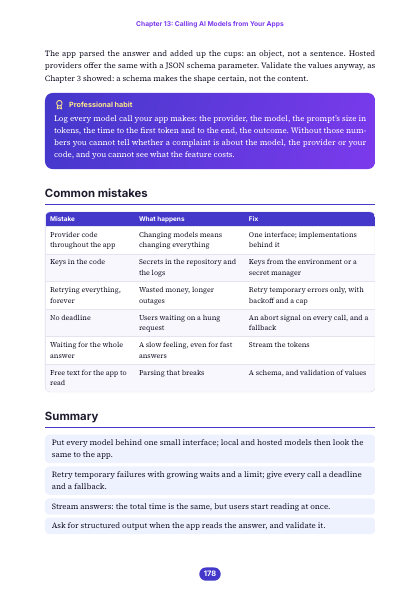 Chapter 13: Calling AI Models from Your Apps
The app parsed the answer and added up the cups: an object, not a sentence. Hosted
providers offer the same with a JSON schema parameter. Validate the values anyway, as
Chapter 3 showed: a schema makes the shape certain, not the content.
Professional habit
Log every model call your app makes: the provider, the model, the prompt's size in
tokens, the time to the first token and to the end, the outcome. Without those num-
bers you cannot tell whether a complaint is about the model, the provider or your
code, and you cannot see what the feature costs.
Common mistakes
Mistake What happens Fix
Provider code Changing models means One interface; implementations
throughout the app changing everything behind it
Keys in the code Secrets in the repository and Keys from the environment or a
the logs secret manager
Retrying everything, Wasted money, longer Retry temporary errors only, with
forever outages backoff and a cap
No deadline Users waiting on a hung An abort signal on every call, and a
request fallback
Waiting for the whole A slow feeling, even for fast Stream the tokens
answer answers
Free text for the app to Parsing that breaks A schema, and validation of values
read
Summary
Put every model behind one small interface; local and hosted models then look the
same to the app.
Retry temporary failures with growing waits and a limit; give every call a deadline
and a fallback.
Stream answers: the total time is the same, but users start reading at once.
Ask for structured output when the app reads the answer, and validate it.
178